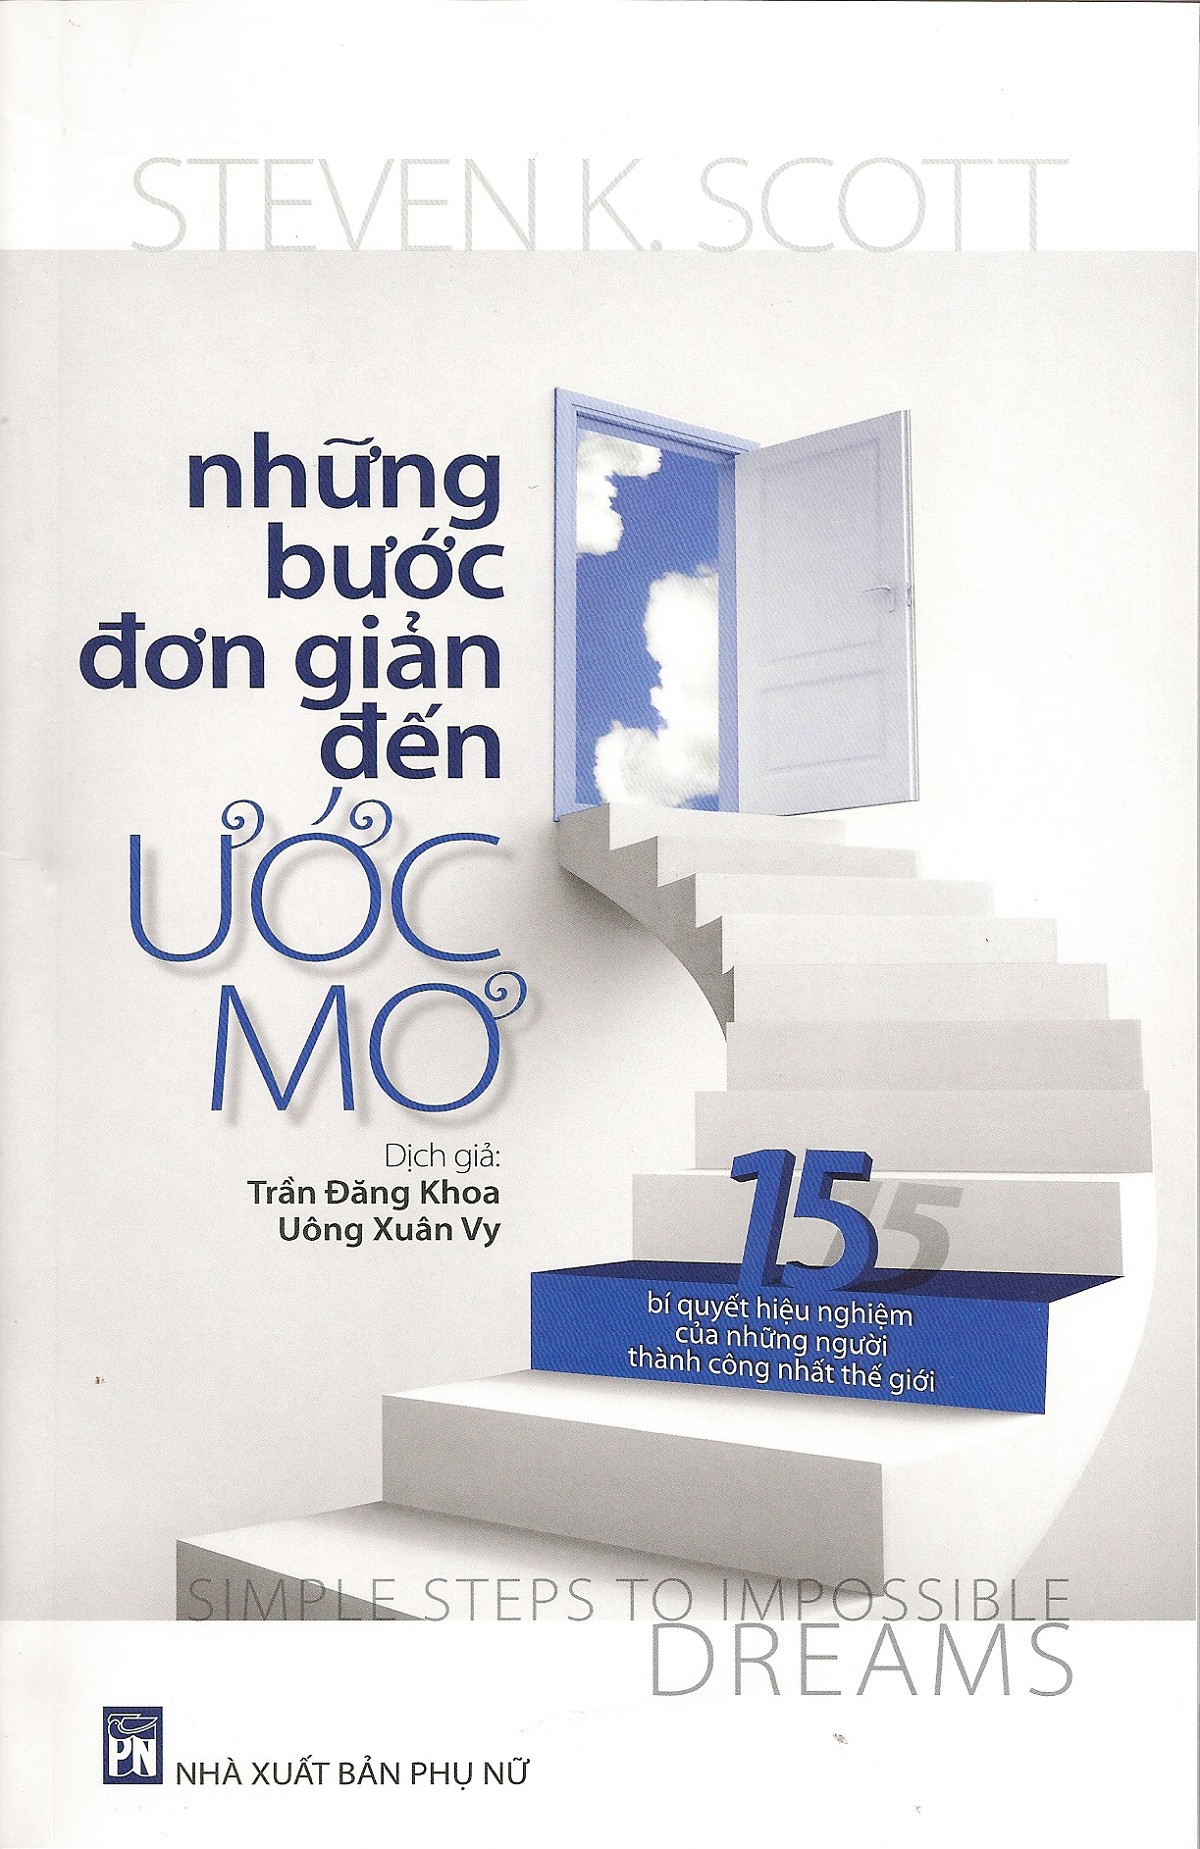 STEVEN K. SCOTT
những
bước
đơn giản
đến
ƯỚC
MƠ
Dịch giả:
Trần Đăng Khoa
Uông Xuân Vy
15
bí quyết hiệu nghiệm
của những người
thành công nhất thế giới
SIMPLE STEPS TO IMPOSSIBLE
DREAMS
PN
NHÀ XUẤT BẢN PHỤ NỮ